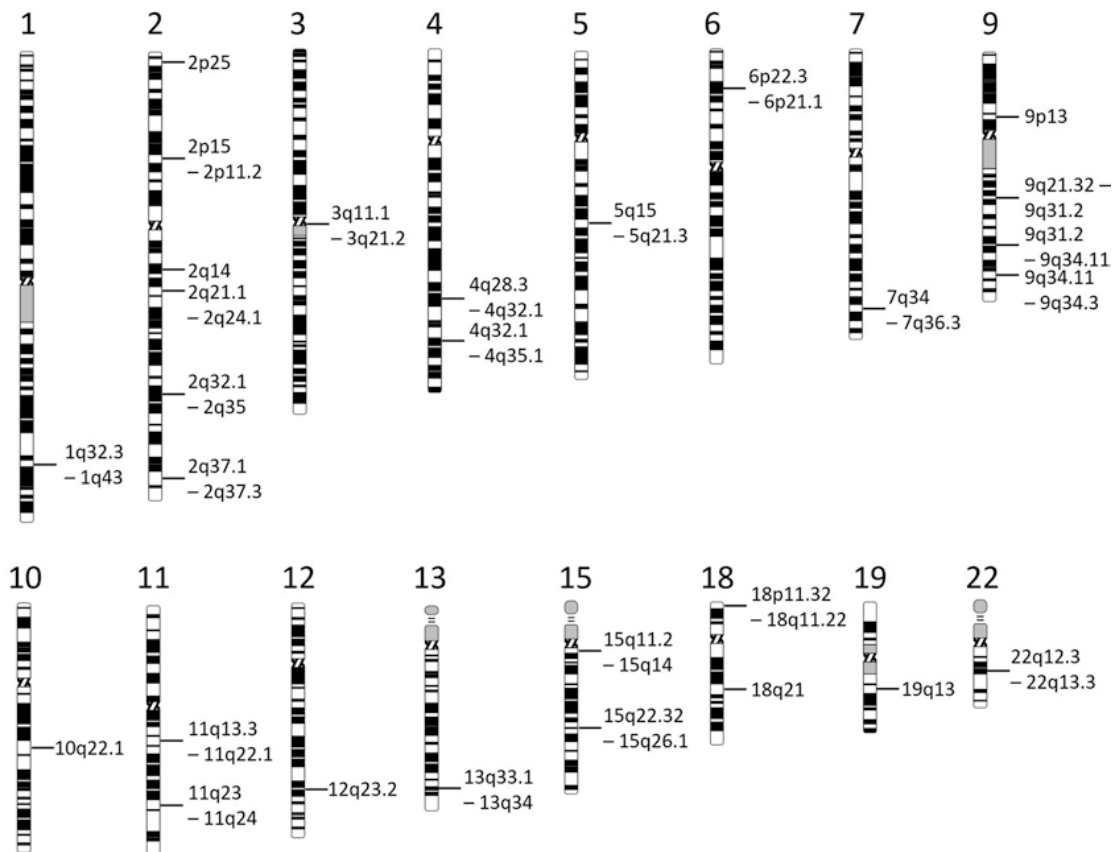 1 2 3 4 5 6 7 9
2p25
2p15
– 2p11.2
2q14
2q21.1
– 2q24.1
2q32.1
– 2q35
2q37.1
– 2q37.3
1q32.3
– 1q43
3q11.1
– 3q21.2
4q28.3
– 4q32.1
4q32.1
– 4q35.1
5q15
– 5q21.3
6p22.3
– 6p21.1
7q34
– 7q36.3
9p13
9q21.32 –
9q31.2
9q31.2
– 9q34.11
9q34.11
– 9q34.3
10 11 12 13 15 18 19 22
10q22.1
11q13.3
– 11q22.1
11q23
– 11q24
12q23.2
13q33.1
– 13q34
15q11.2
– 15q14
15q22.32
– 15q26.1
18p11.32
– 18q11.22
18q21
19q13
22q12.3
– 22q13.3